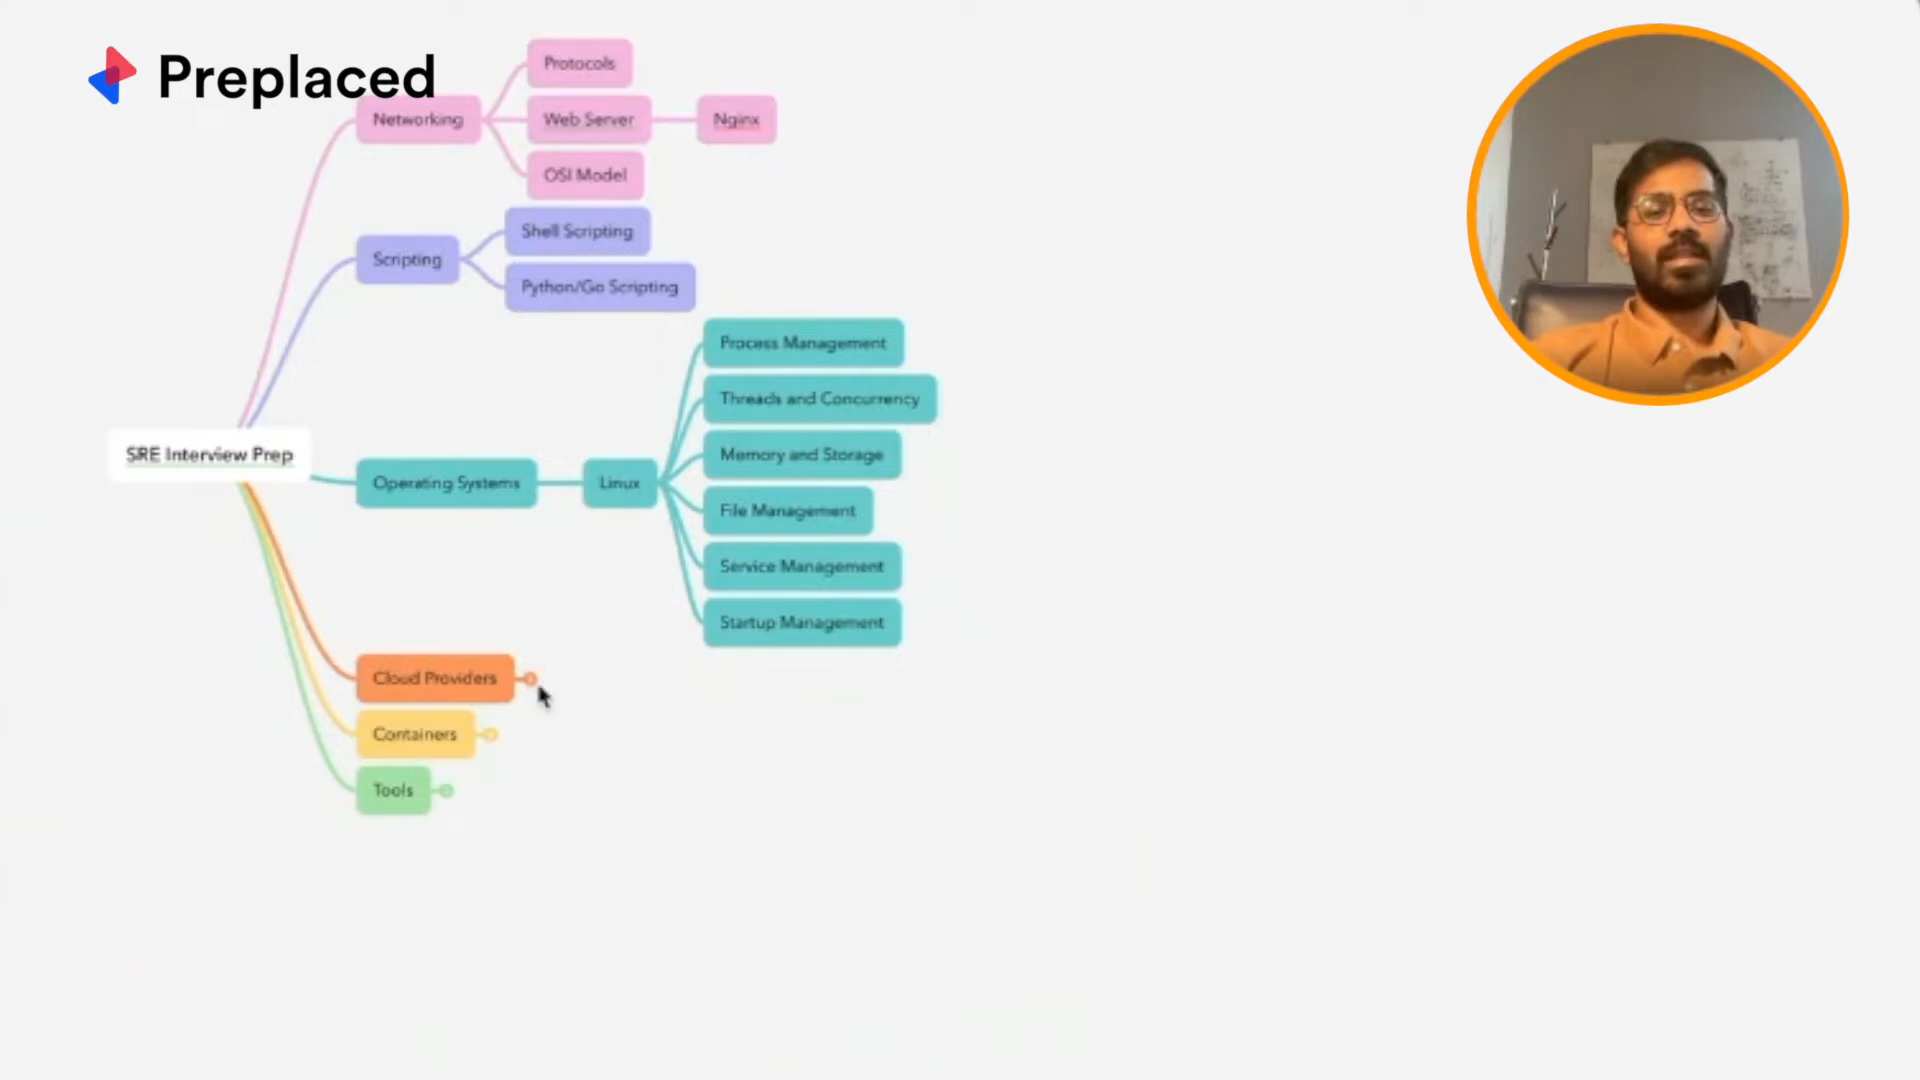 Preplaced
Protocols
Networking
Web Server
Nginx
OSI Model
Shell Scripting
Scripting
Python/Go Scripting
Process Management
Threads and Concurrency
SRE Interview Prep
Memory and Storage
Operating Systems
Linux
File Management
Service Management
Startup Management
Cloud Providers
Containers
Tools